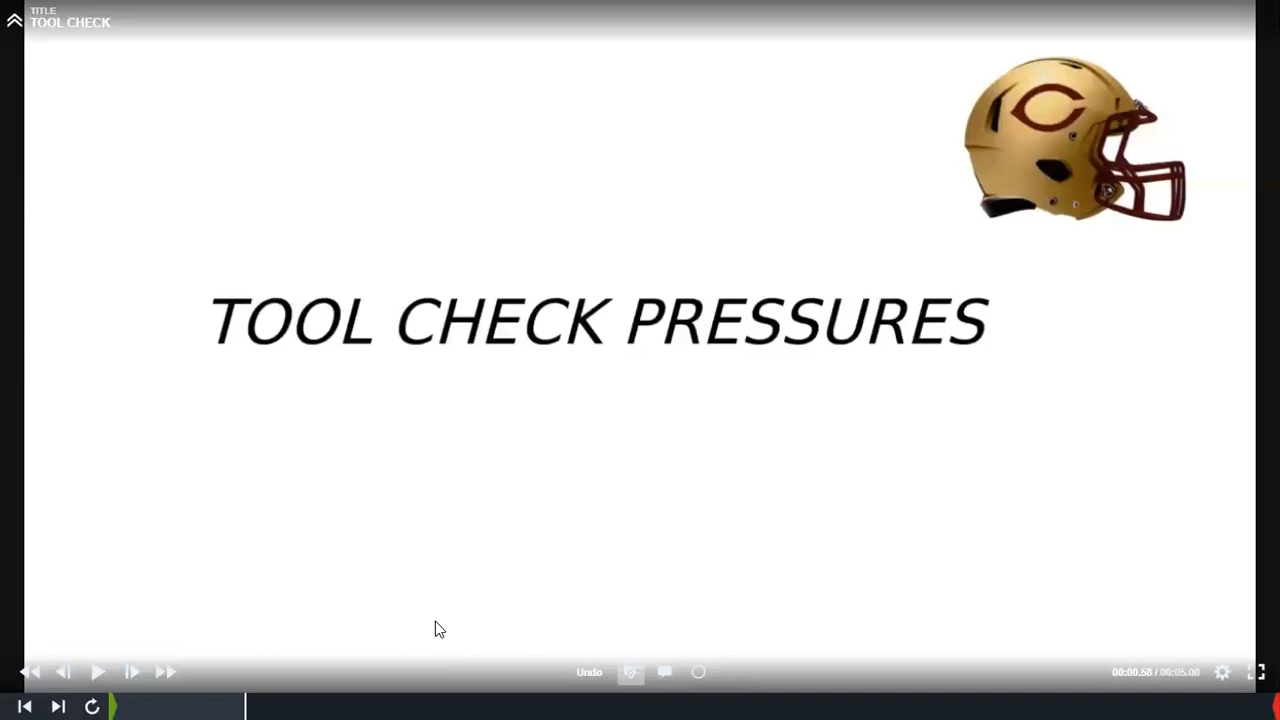 TITLE
TOOL CHECK
C
TOOL CHECK PRESSURES
Undo
00:00.58 / 00:05.00